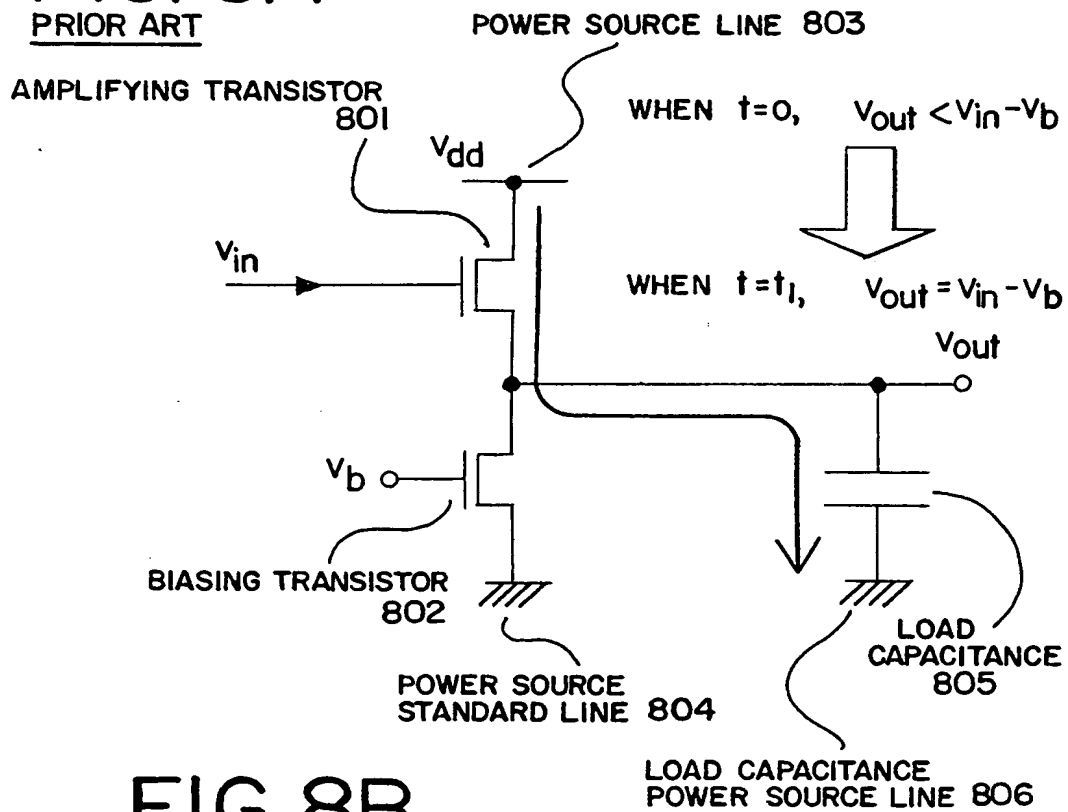 PRIOR ART
POWER SOURCE LINE 803
AMPLIFYING TRANSISTOR
801
WHEN t=0, Vout < Vin-Vb
Vdd
Vin
WHEN t=t1, Vout = Vin-Vb
Vout
Vb
BIASING TRANSISTOR
802
LOAD
CAPACITANCE
805
POWER SOURCE
STANDARD LINE 804
LOAD CAPACITANCE
POWER SOURCE LINE 806
FIG.8B